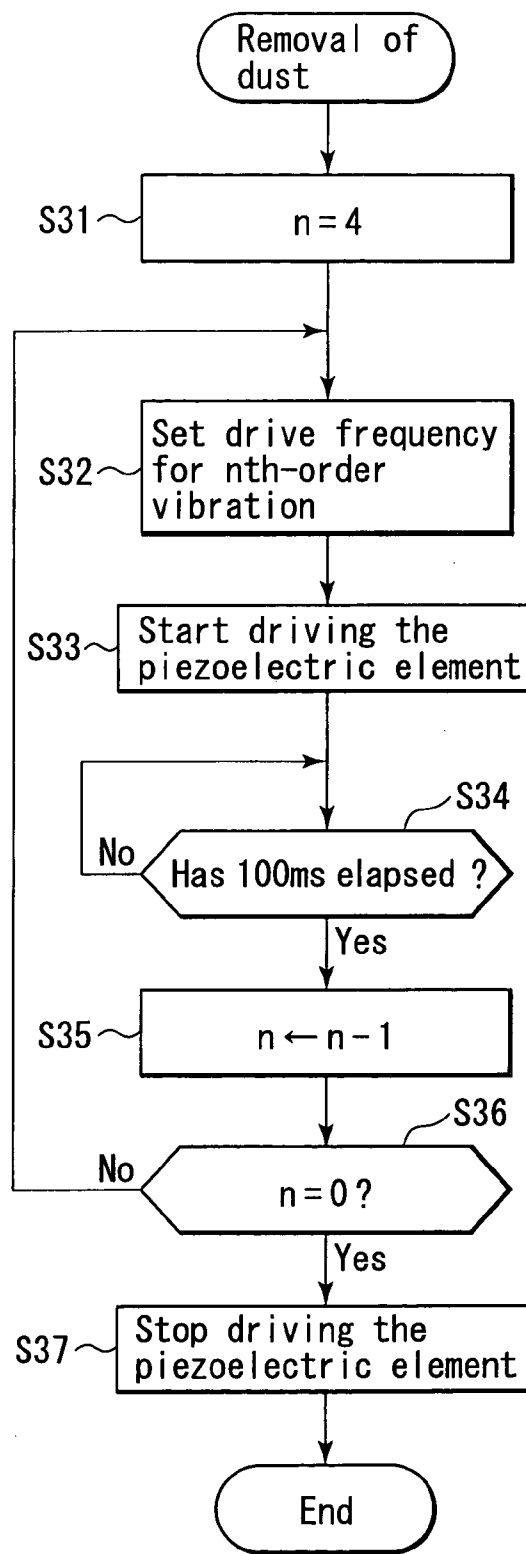 Removal of
dust
S31
n=4
S32
Set drive frequency
for nth-order
vibration
S33
Start driving the
piezoelectric element
S34
Has 100ms elapsed ?
No
Yes
S35
n←n-1
S36
n=0?
No
Yes
S37
Stop driving the
piezoelectric element
End